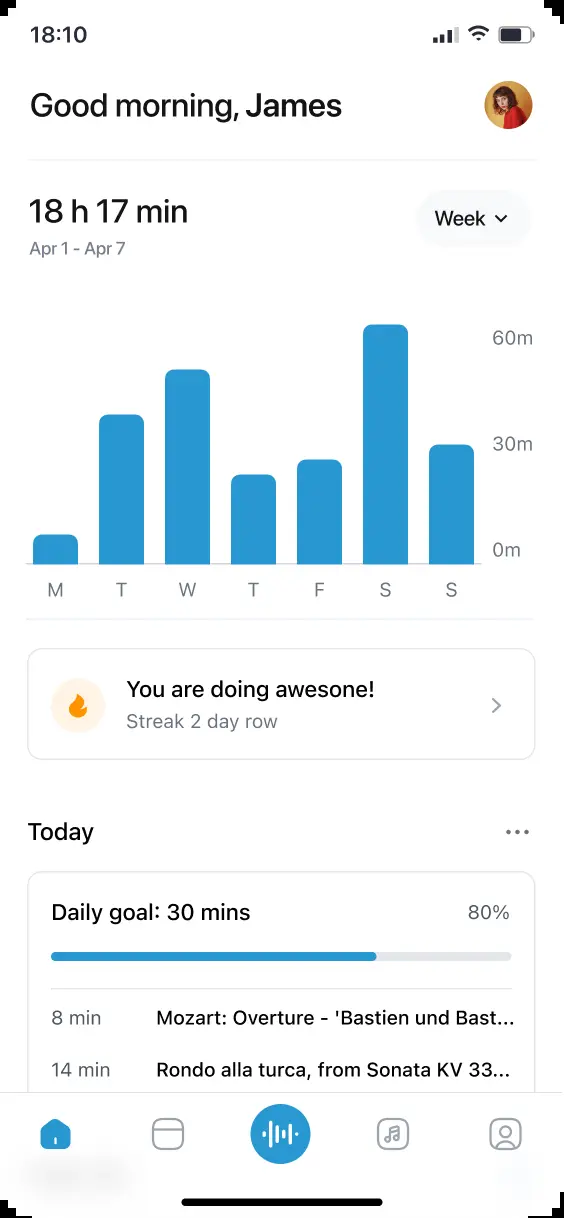 18:10
Good morning, James
18 h 17 min
Week
Apr 1 - Apr 7
60m
30m
0m
M T W T F S S
You are doing awesone!
Streak 2 day row
Today
Daily goal: 30 mins 80%
8 min Mozart: Overture - 'Bastien und Bast...
14 min Rondo alla turca, from Sonata KV 33...